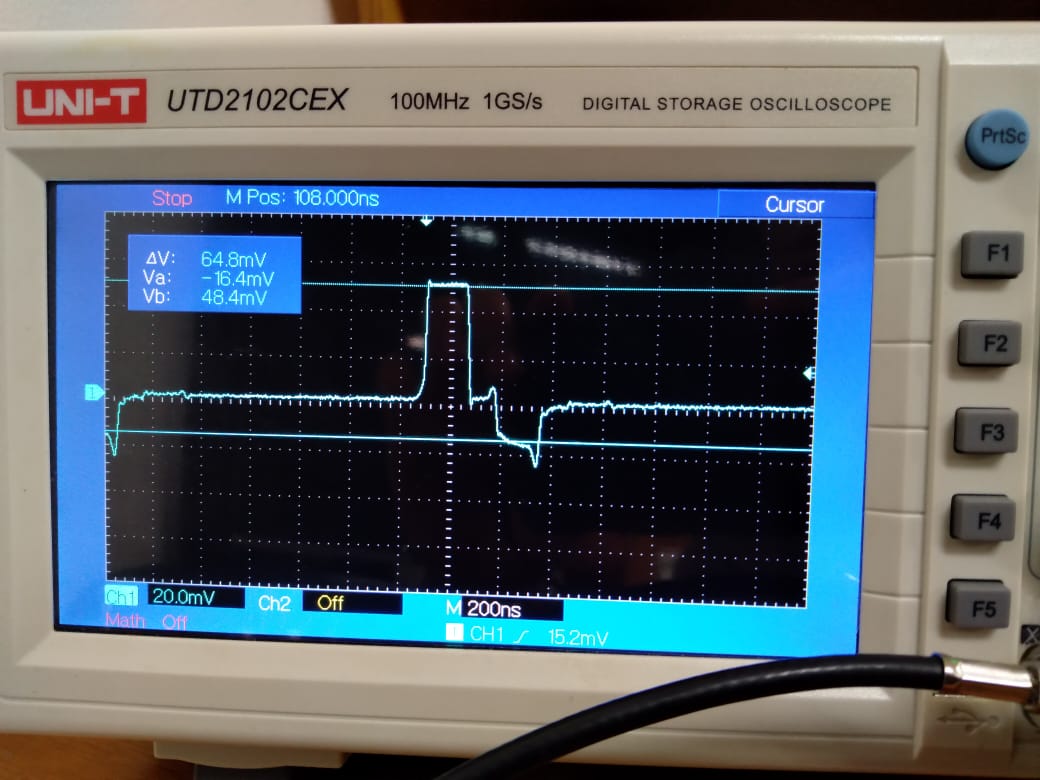 UNI-T UTD2102CEX 100MHz 1GS/s DIGITAL STORAGE OSCILLOSCOPE
PrtSc
Stop M Pos: 108.000ns Cursor
ΔV: 64.8mV
Va: -16.4mV
Vb: 48.4mV
F1
F2
1
F3
F4
Ch1 20.0mV Ch2 Off M 200ns
F5
Math Off 1 CH1 15.2mV
X